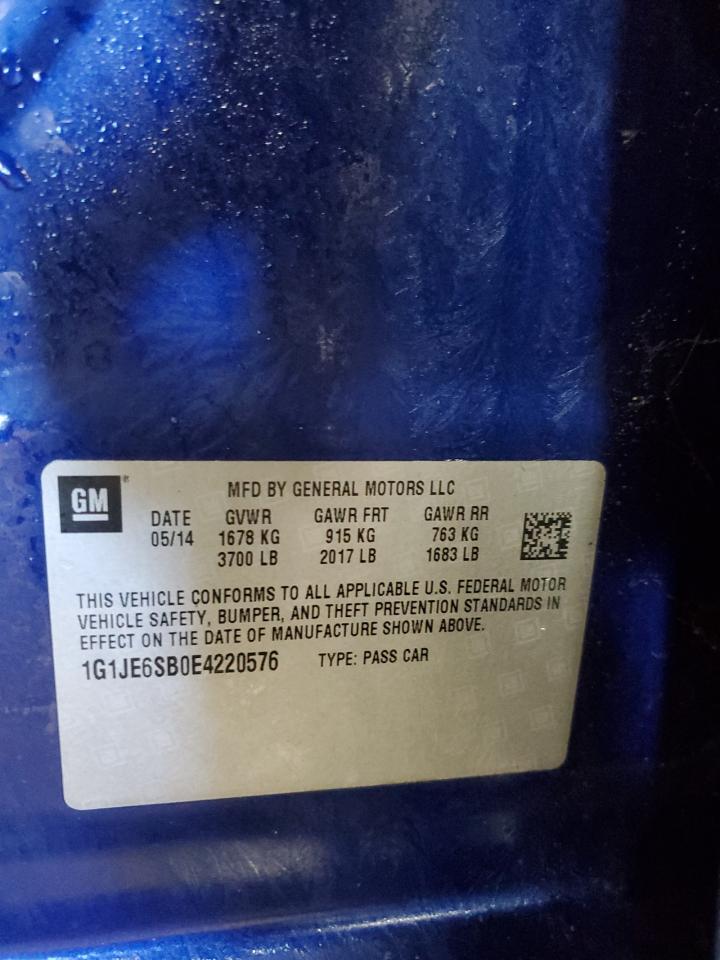 GM®
MFD BY GENERAL MOTORS LLC
DATE GVWR GAWR FRT GAWR RR
05/14 1678 KG 915 KG 763 KG
3700 LB 2017 LB 1683 LB
THIS VEHICLE CONFORMS TO ALL APPLICABLE U.S. FEDERAL MOTOR
VEHICLE SAFETY, BUMPER, AND THEFT PREVENTION STANDARDS IN
EFFECT ON THE DATE OF MANUFACTURE SHOWN ABOVE.
1G1JE6SB0E4220576 TYPE: PASS CAR